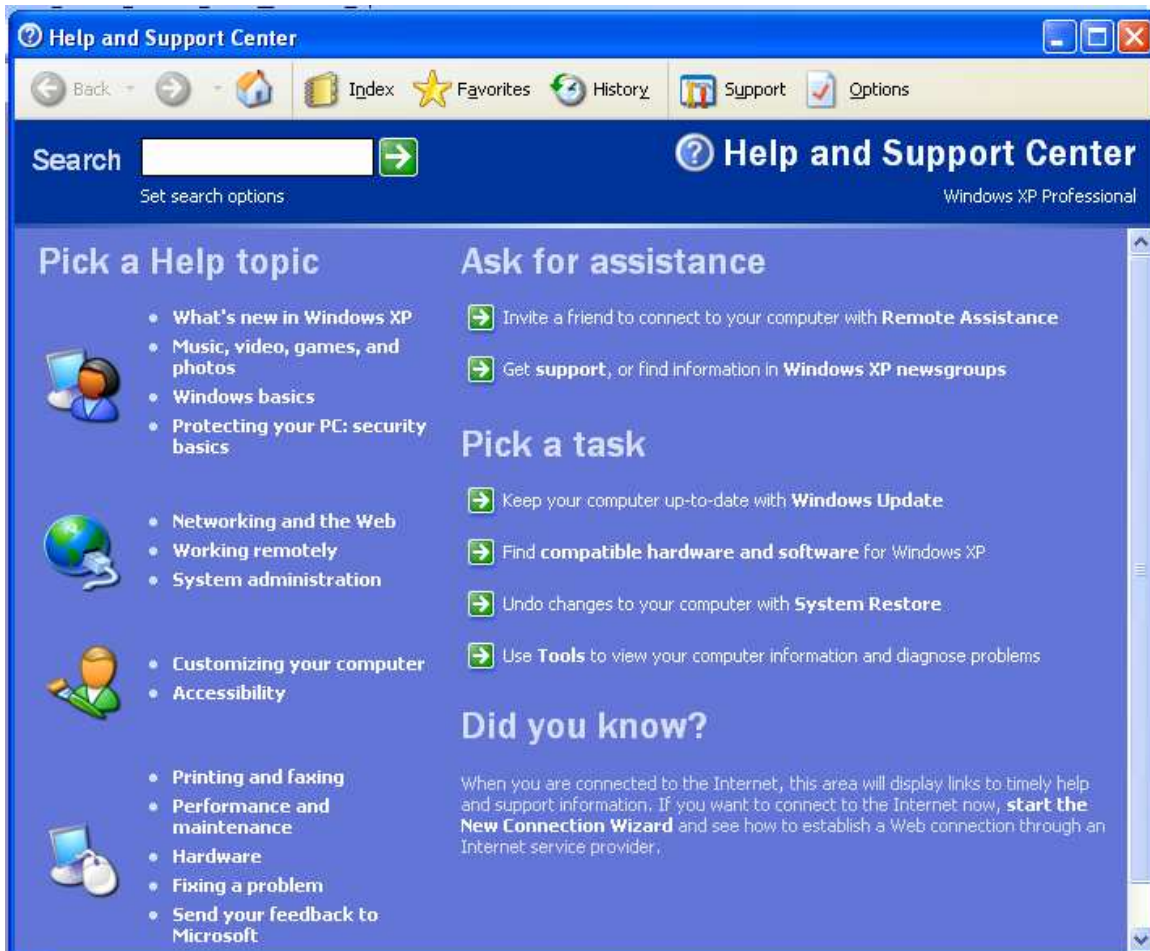 Help and Support Center
Back
Index
Favorites
History
Support
Options
Search
Set search options
Help and Support Center
Windows XP Professional
Pick a Help topic
What's new in Windows XP
Music, video, games, and
photos
Windows basics
Protecting your PC: security
basics
Networking and the Web
Working remotely
System administration
Customizing your computer
Accessibility
Printing and faxing
Performance and
maintenance
Hardware
Fixing a problem
Send your feedback to
Microsoft
Ask for assistance
Invite a friend to connect to your computer with Remote Assistance
Get support, or find information in Windows XP newsgroups
Pick a task
Keep your computer up-to-date with Windows Update
Find compatible hardware and software for Windows XP
Undo changes to your computer with System Restore
Use Tools to view your computer information and diagnose problems
Did you know?
When you are connected to the Internet, this area will display links to timely help
and support information. If you want to connect to the Internet now, start the
New Connection Wizard and see how to establish a Web connection through an
Internet service provider.